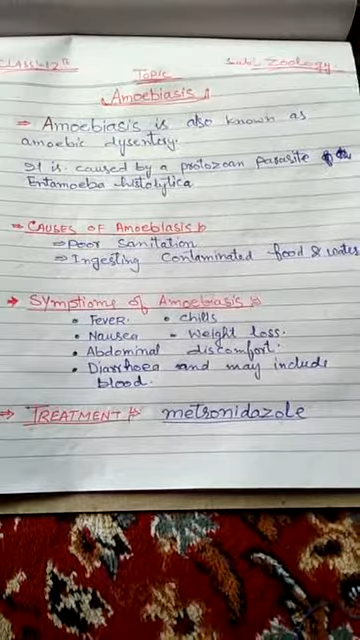 CLASS:-12th Sub:- Zoology.
Topic
Amoebiasis
⇒ Amoebiasis is also known as
amoebic dysentery.
It is caused by a protozoan parasite
Entamoeba histolytica
⇒ CAUSES OF Amoebiasis
⇒ Poor Sanitation
⇒ Ingesting Contaminated food & water
→ Symptioms of Amoebiasis
• Fever. • chills
• Nausea - Weight loss.
• Abdominal discomfort.
• Diarrhoea and may include
blood.
⇒ TREATMENT metronidazole